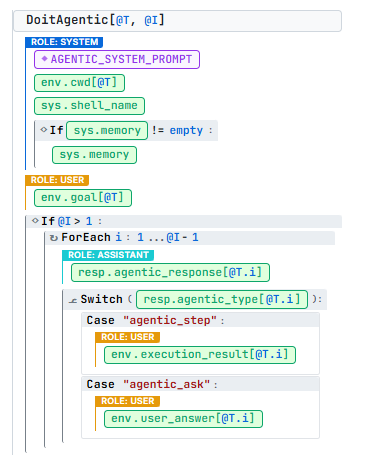 DoitAgentic[@T, @I]
ROLE: SYSTEM
AGENTIC_SYSTEM_PROMPT
env.cwd[@T]
sys.shell_name
If sys.memory != empty :
sys.memory
ROLE: USER
env.goal[@T]
If @I > 1 :
ForEach i : 1 ...@I - 1
ROLE: ASSISTANT
resp.agentic_response[@T.i]
Switch ( resp.agentic_type[@T.i] ):
Case "agentic_step" :
ROLE: USER
env.execution_result[@T.i]
Case "agentic_ask" :
ROLE: USER
env.user_answer[@T.i]